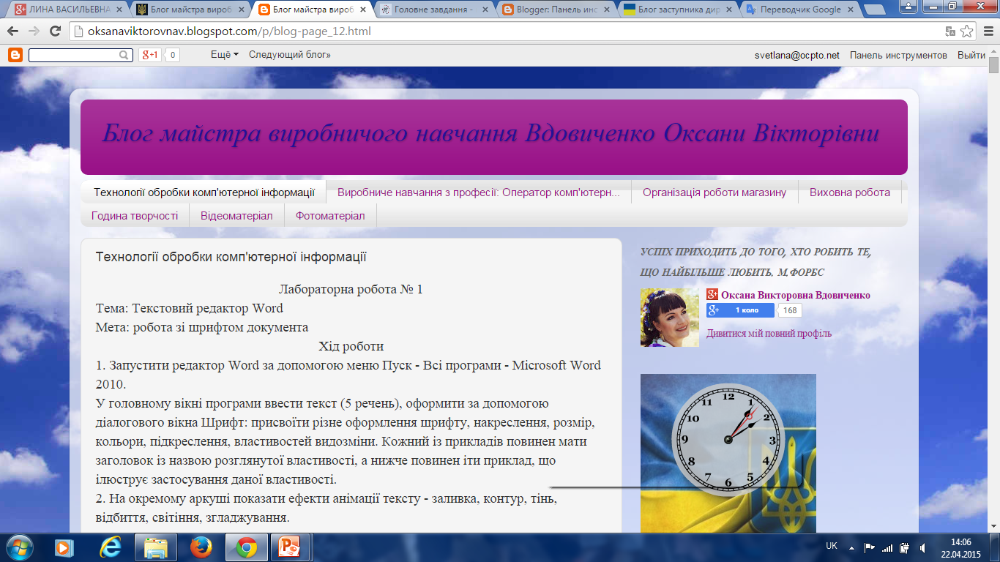 ЛИНА ВАСИЛЬЕВНА
Блог майстра вироб
Блог майстра вироб
Головне завдання -
Blogger: Панель инс
Блог заступника дир
Переводчик Google
oksanaviktorovnav.blogspot.com/p/blog-page_12.html
+1 0 Ещё Следующий блог» svetlana@ocpto.net Панель инструментов Выйти
Блог майстра виробничого навчання Вдовиченко Оксани Вікторівни
Технології обробки комп'ютерної інформації Виробниче навчання з професії: Оператор комп'ютерн... Організація роботи магазину Виховна робота
Година творчості Відеоматеріал Фотоматеріал
Технології обробки комп'ютерної інформації
Лабораторна робота № 1
Тема: Текстовий редактор Word
Мета: робота зі шрифтом документа
Хід роботи
1. Запустити редактор Word за допомогою меню Пуск - Всі програми - Microsoft Word
2010.
У головному вікні програми ввести текст (5 речень), оформити за допомогою
діалогового вікна Шрифт: присвоїти різне оформлення шрифту, накреслення, розмір,
кольори, підкреслення, властивостей видозміни. Кожний із прикладів повинен мати
заголовок із назвою розглянутої властивості, а нижче повинен іти приклад, що
ілюструє застосування даної властивості.
2. На окремому аркуші показати ефекти анімації тексту - заливка, контур, тінь,
відбиття, світіння, згладжування.
УСПІХ ПРИХОДИТЬ ДО ТОГО, ХТО РОБИТЬ ТЕ,
ЩО НАЙБІЛЬШЕ ЛЮБИТЬ. М.ФОРБС
Оксана Викторовна Вдовиченко
1 коло 168
Дивитися мій повний профіль
12
1
2
3
4
5
6
7
8
9
10
11
UK
14:06
22.04.2015